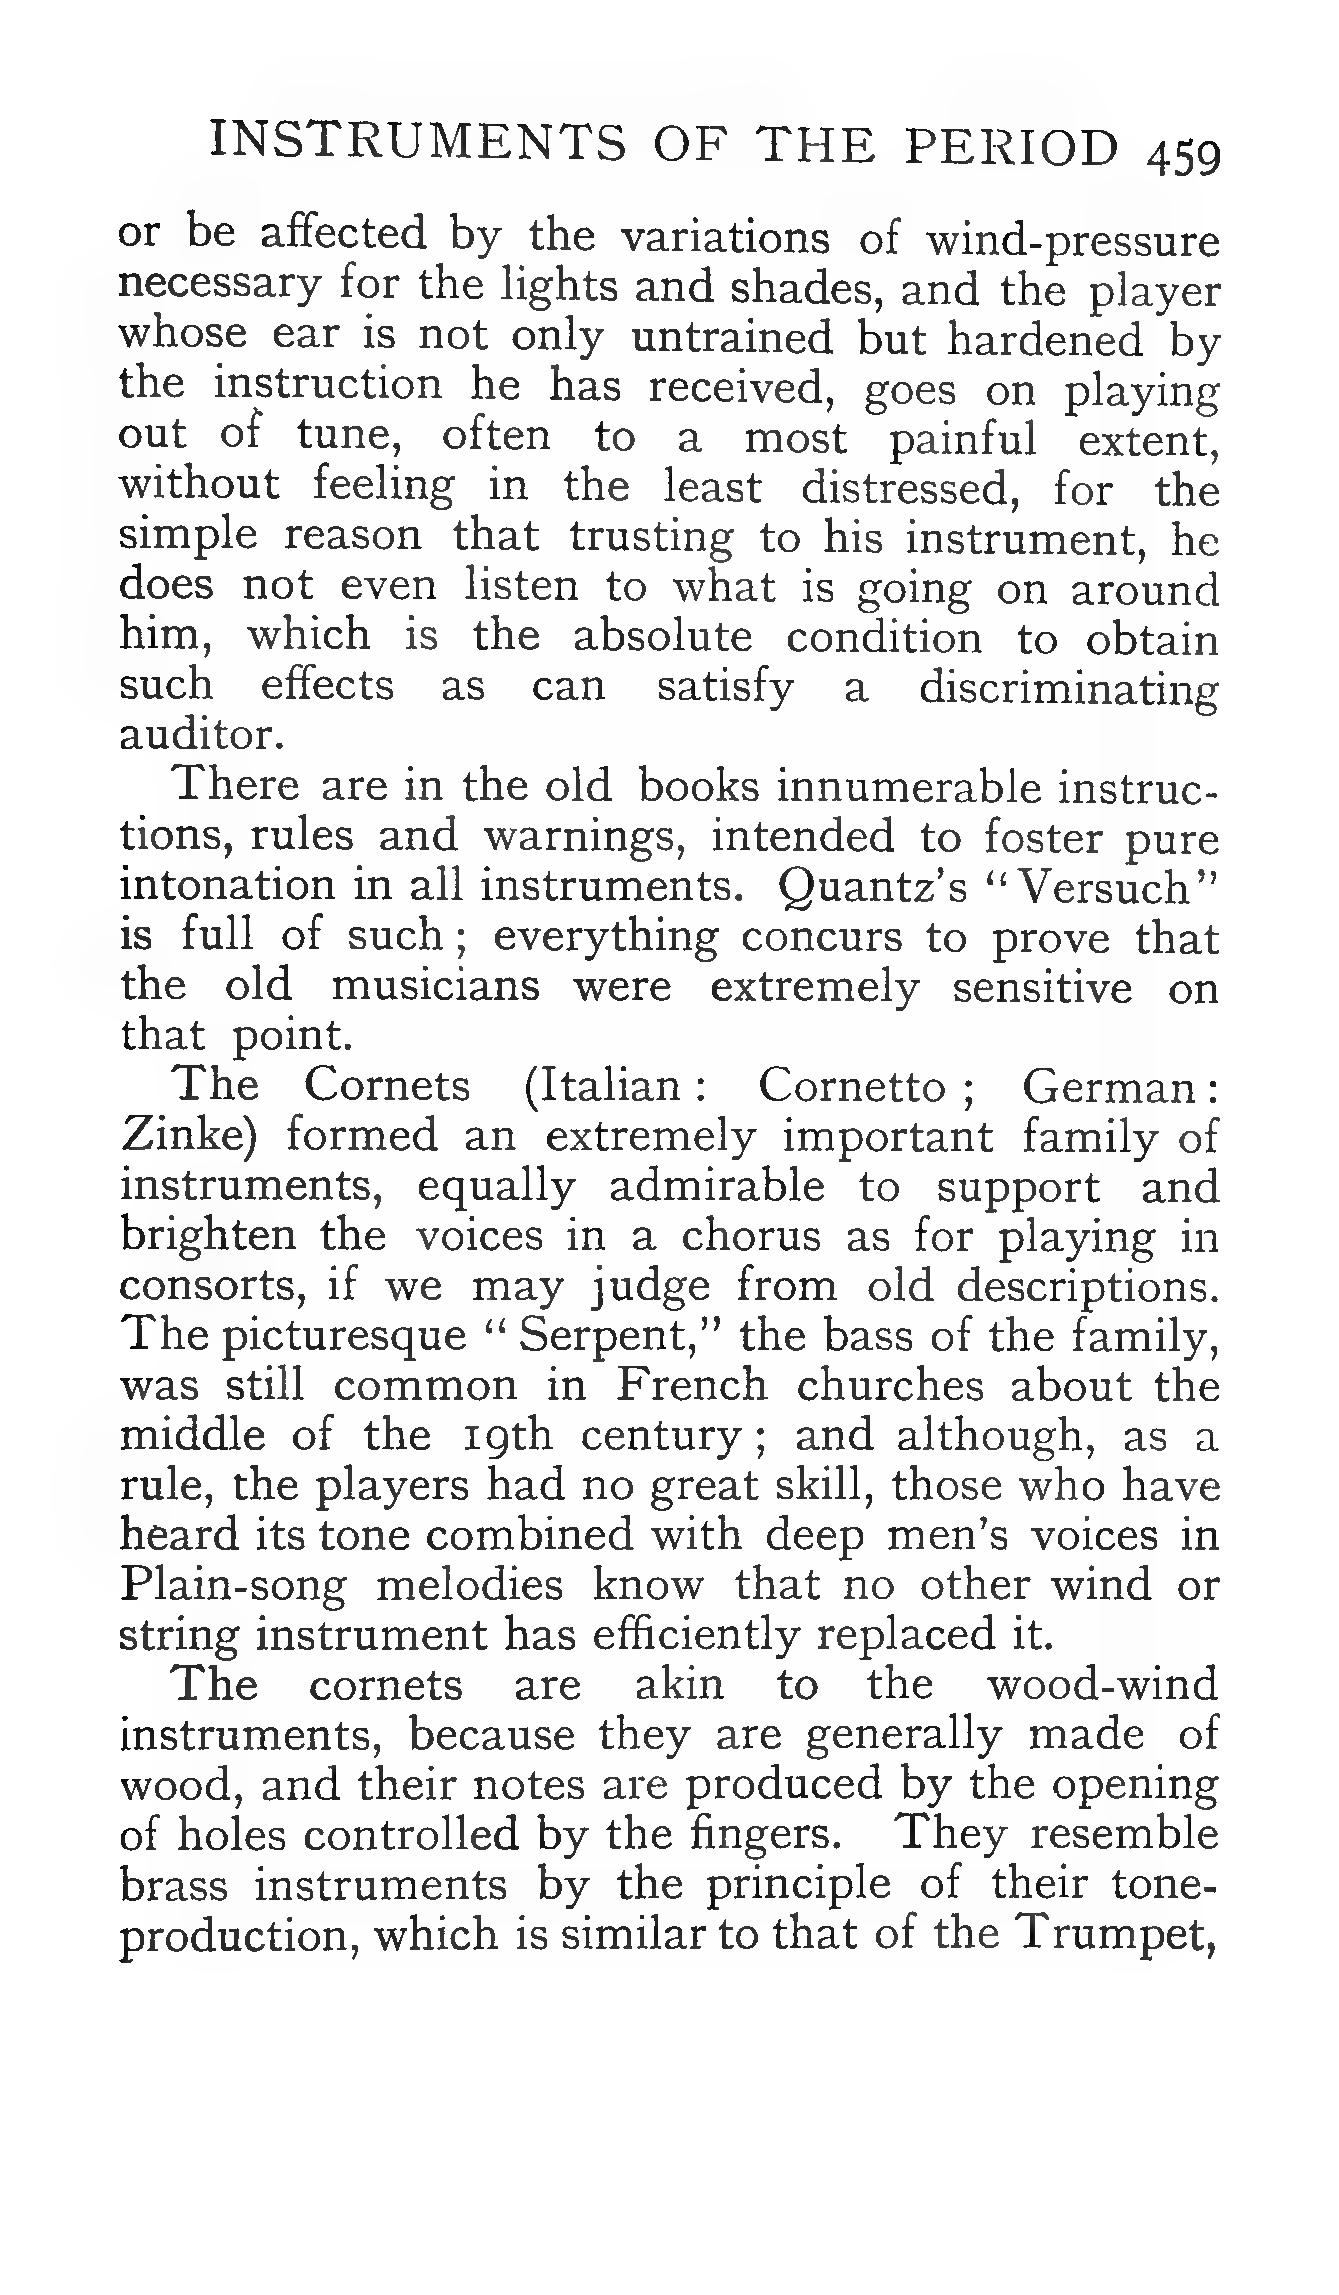 INSTRUMENTS OF THE PERIOD 459
or be affected by the variations of wind-pressure
necessary for the lights and shades, and the player
whose ear is not only untrained but hardened by
the instruction he has received, goes on playing
out of tune, often to a most painful extent,
without feeling in the least distressed, for the
simple reason that trusting to his instrument, he
does not even listen to what is going on around
him, which is the absolute condition to obtain
such effects as can satisfy a discriminating
auditor.
There are in the old books innumerable instruc-
tions, rules and warnings, intended to foster pure
intonation in all instruments. Quantz's “Versuch”
is full of such ; everything concurs to prove that
the old musicians were extremely sensitive on
that point.
The Cornets (Italian : Cornetto ; German :
Zinke) formed an extremely important family of
instruments, equally admirable to support and
brighten the voices in a chorus as for playing in
consorts, if we may judge from old descriptions.
The picturesque “ Serpent,” the bass of the family,
was still common in French churches about the
middle of the 19th century ; and although, as a
rule, the players had no great skill, those who have
heard its tone combined with deep men's voices in
Plain-song melodies know that no other wind or
string instrument has efficiently replaced it.
The cornets are akin to the wood-wind
instruments, because they are generally made of
wood, and their notes are produced by the opening
of holes controlled by the fingers. They resemble
brass instruments by the principle of their tone-
production, which is similar to that of the Trumpet,